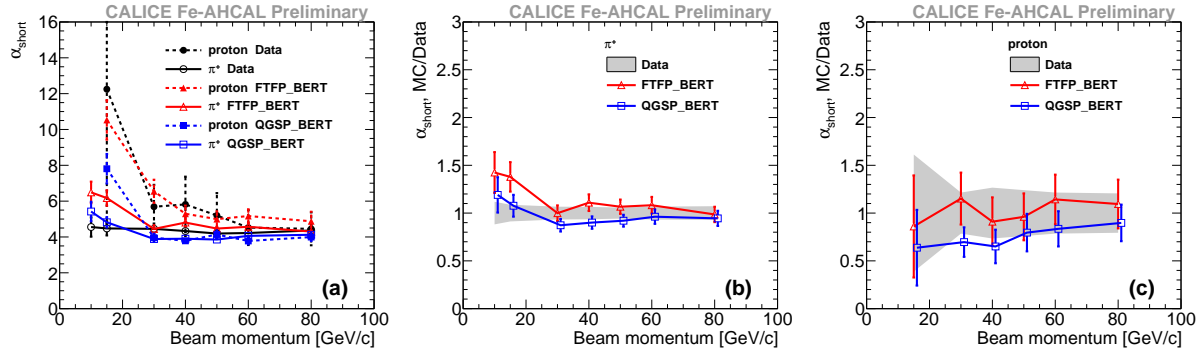 CALICE Fe-AHCAL Preliminary
α_short
16
14
12
10
8
6
4
2
0
proton Data
π⁺ Data
proton FTFP_BERT
π⁺ FTFP_BERT
proton QGSP_BERT
π⁺ QGSP_BERT
(a)
0 20 40 60 80 100
Beam momentum [GeV/c]
CALICE Fe-AHCAL Preliminary
α_short, MC/Data
3
2.5
2
1.5
1
0.5
0
π⁺
Data
FTFP_BERT
QGSP_BERT
(b)
0 20 40 60 80 100
Beam momentum [GeV/c]
CALICE Fe-AHCAL Preliminary
α_short, MC/Data
3
2.5
2
1.5
1
0.5
0
proton
Data
FTFP_BERT
QGSP_BERT
(c)
0 20 40 60 80 100
Beam momentum [GeV/c]